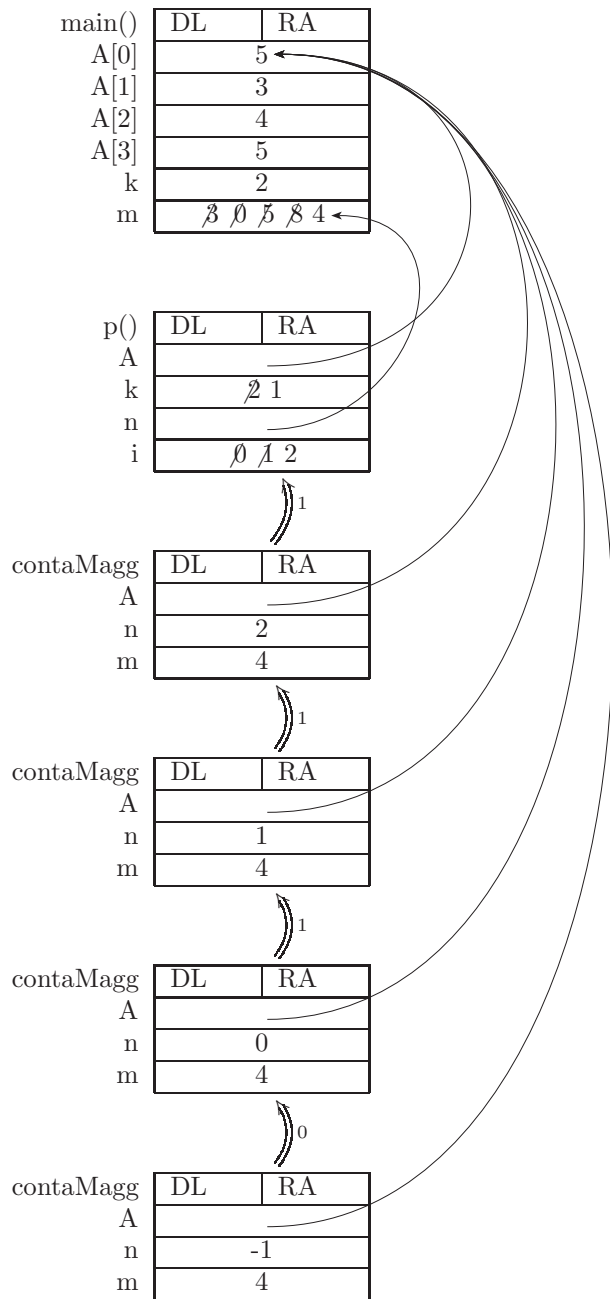 main() DL RA
A[0] 5
A[1] 3
A[2] 4
A[3] 5
k 2
m 3 0 5 8 4
p() DL RA
A
k 2 1
n
i 0 1 2
1
contaMagg DL RA
A
n 2
m 4
1
contaMagg DL RA
A
n 1
m 4
1
contaMagg DL RA
A
n 0
m 4
0
contaMagg DL RA
A
n -1
m 4